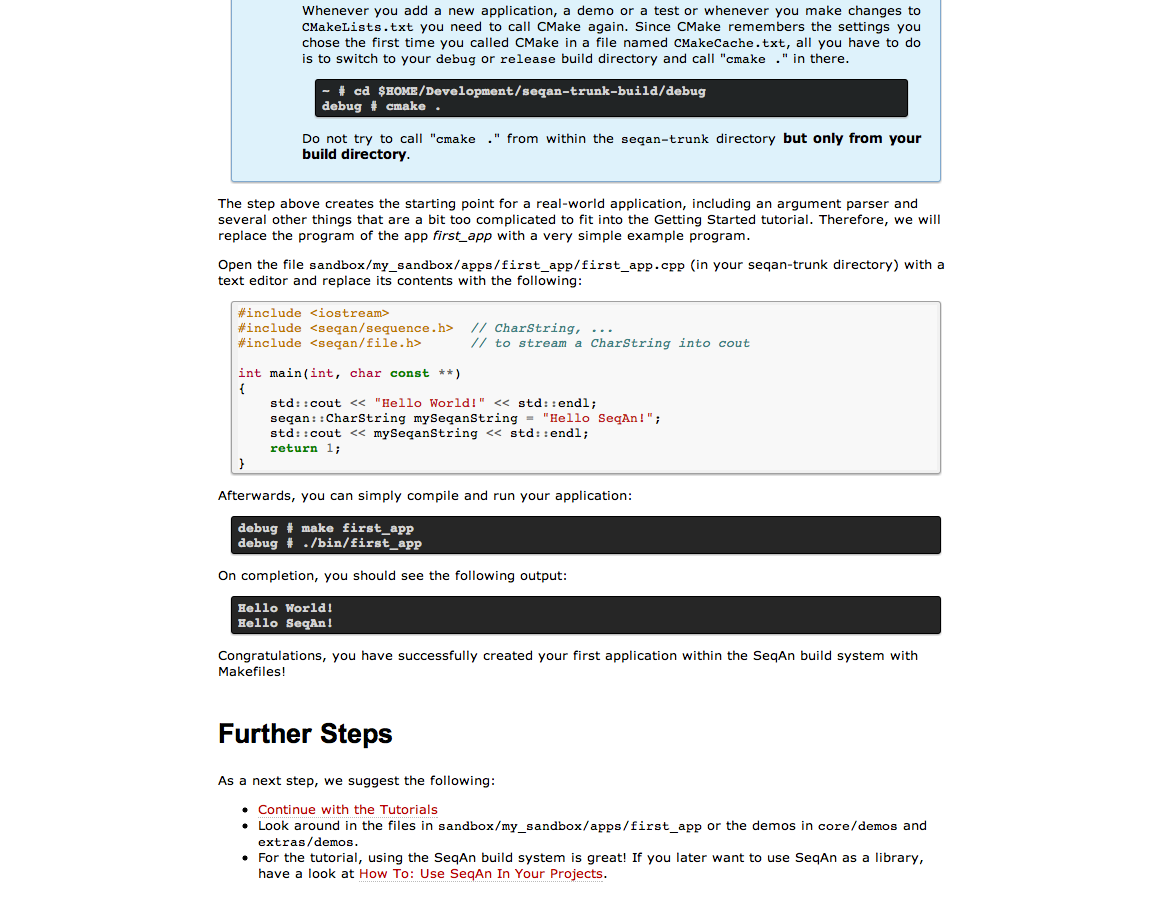 Whenever you add a new application, a demo or a test or whenever you make changes to
CMakeLists.txt you need to call CMake again. Since CMake remembers the settings you
chose the first time you called CMake in a file named CMakeCache.txt, all you have to do
is to switch to your debug or release build directory and call "cmake ." in there.
~ # cd $HOME/Development/seqan-trunk-build/debug
debug # cmake .
Do not try to call "cmake ." from within the seqan-trunk directory but only from your
build directory.
The step above creates the starting point for a real-world application, including an argument parser and
several other things that are a bit too complicated to fit into the Getting Started tutorial. Therefore, we will
replace the program of the app first_app with a very simple example program.
Open the file sandbox/my_sandbox/apps/first_app/first_app.cpp (in your seqan-trunk directory) with a
text editor and replace its contents with the following:
#include <iostream>
#include <seqan/sequence.h>  // CharString, ...
#include <seqan/file.h>      // to stream a CharString into cout
int main(int, char const **)
{
    std::cout << "Hello World!" << std::endl;
    seqan::CharString mySeqanString = "Hello SeqAn!";
    std::cout << mySeqanString << std::endl;
    return 1;
}
Afterwards, you can simply compile and run your application:
debug # make first_app
debug # ./bin/first_app
On completion, you should see the following output:
Hello World!
Hello SeqAn!
Congratulations, you have successfully created your first application within the SeqAn build system with
Makefiles!
Further Steps
As a next step, we suggest the following:
• Continue with the Tutorials
• Look around in the files in sandbox/my_sandbox/apps/first_app or the demos in core/demos and
extras/demos.
• For the tutorial, using the SeqAn build system is great! If you later want to use SeqAn as a library,
have a look at How To: Use SeqAn In Your Projects.